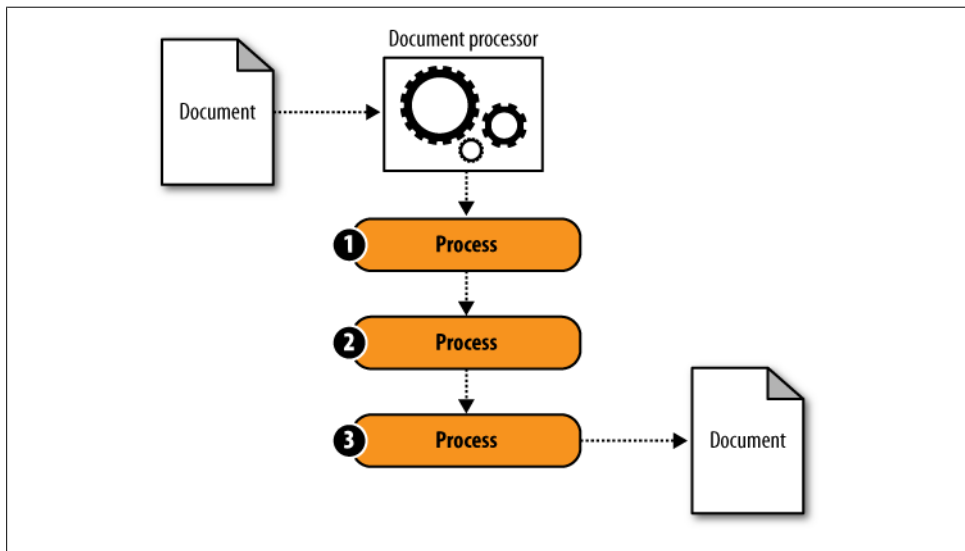 Document processor
Document
1 Process
2 Process
3 Process
Document